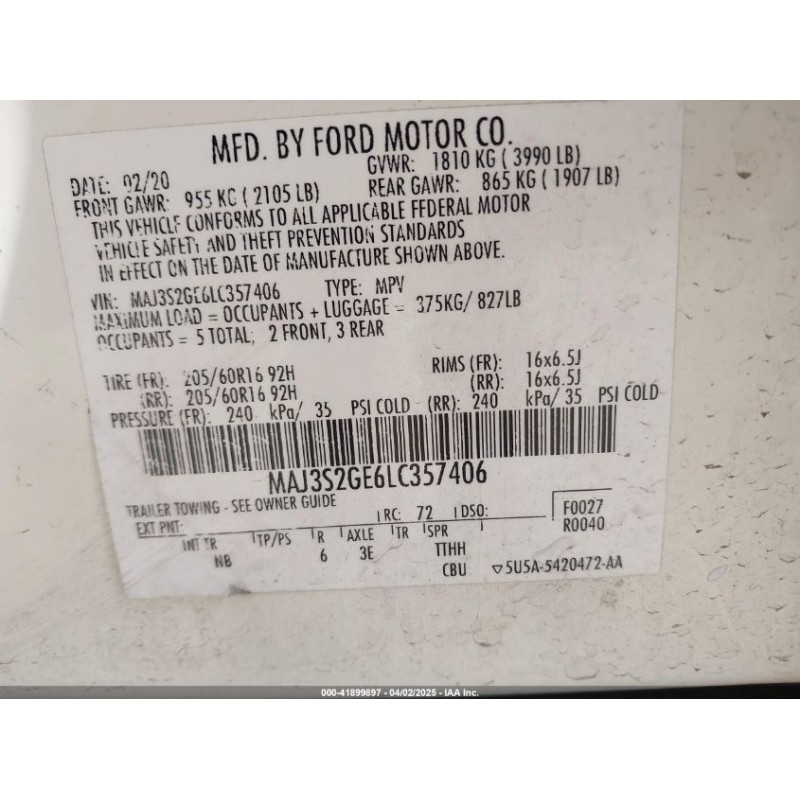 MFD. BY FORD MOTOR CO.
DATE: 02/20 GVWR: 1810 KG ( 3990 LB)
FRONT GAWR: 955 KG ( 2105 LB) REAR GAWR: 865 KG ( 1907 LB)
THIS VEHICLE CONFORMS TO ALL APPLICABLE FEDERAL MOTOR
VEHICLE SAFETY AND THEFT PREVENTION STANDARDS
IN EFFECT ON THE DATE OF MANUFACTURE SHOWN ABOVE.
VIN: MAJ3S2GE6LC357406 TYPE: MPV
MAXIMUM LOAD = OCCUPANTS + LUGGAGE = 375KG/ 827LB
OCCUPANTS = 5 TOTAL; 2 FRONT, 3 REAR
TIRE (FR): 205/60R16 92H RIMS (FR): 16x6.5J
(RR): 205/60R16 92H (RR): 16x6.5J
PRESSURE (FR): 240 kPa/ 35 PSI COLD (RR): 240 kPa/ 35 PSI COLD
MAJ3S2GE6LC357406
TRAILER TOWING - SEE OWNER GUIDE
EXT PNT: RC: 72 DSO: F0027
R0040
INT TR TP/PS R AXLE TR SPR
NB 6 3E TTHH
CBU ▽5U5A-5420472-AA
000-41899897 - 04/02/2025 - IAA Inc.